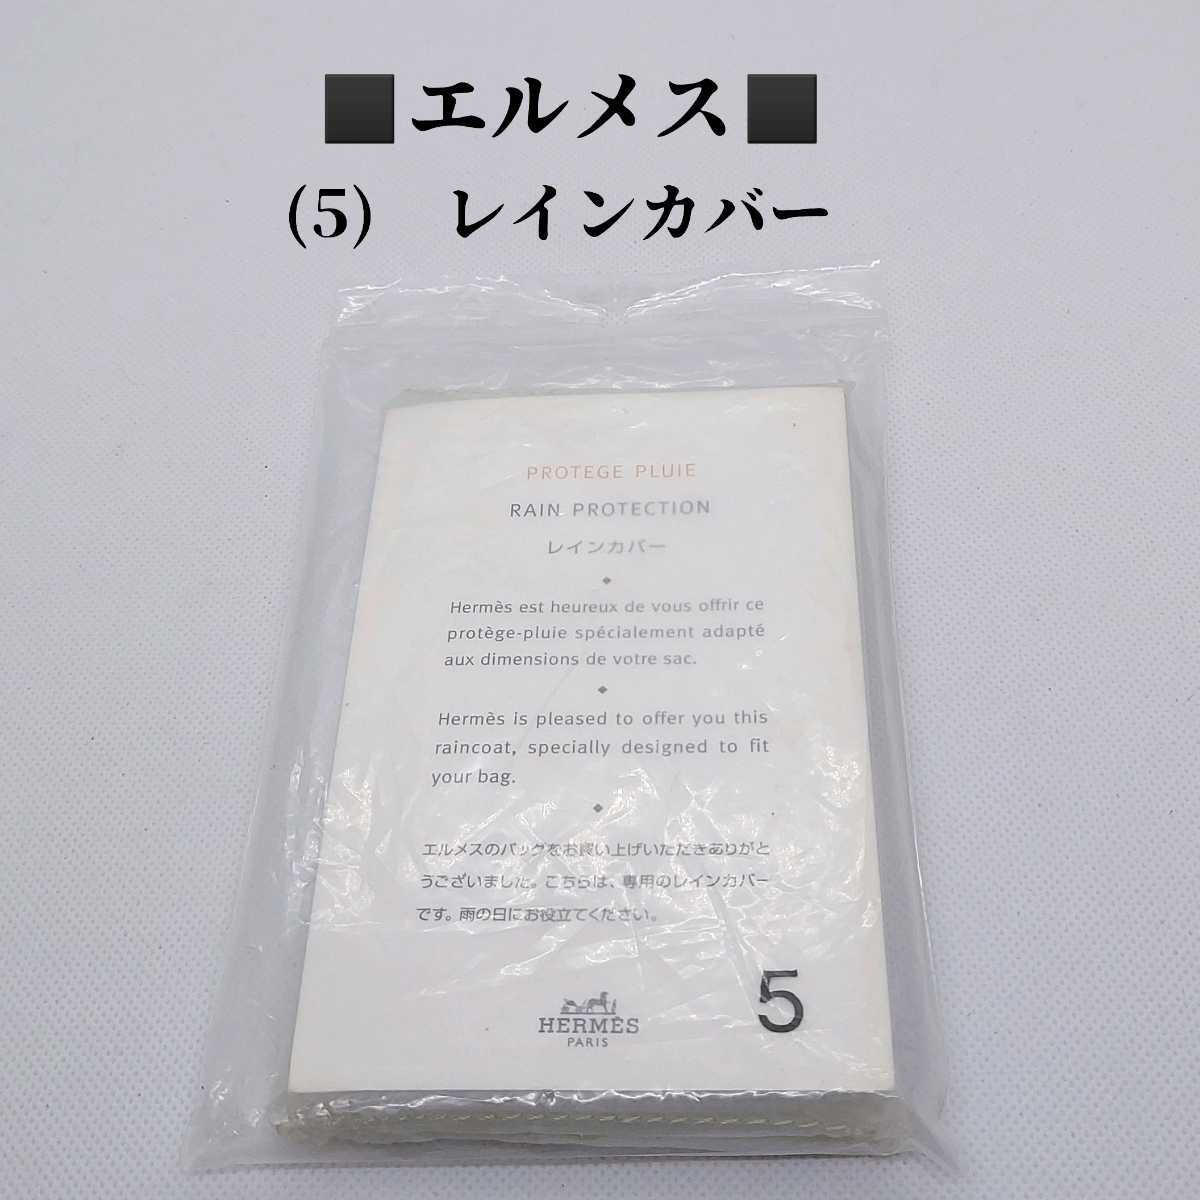 ■エルメス■
(5) レインカバー
PROTEGE PLUIE
RAIN PROTECTION
レインカバー
Hermès est heureux de vous offrir ce
protège-pluie spécialement adapté
aux dimensions de votre sac.
Hermès is pleased to offer you this
raincoat, specially designed to fit
your bag.
エルメスのバッグをお買い上げいただきありがと
うございました。こちらは、専用のレインカバー
です。雨の日にお役立てください。
5
HERMÈS
PARIS